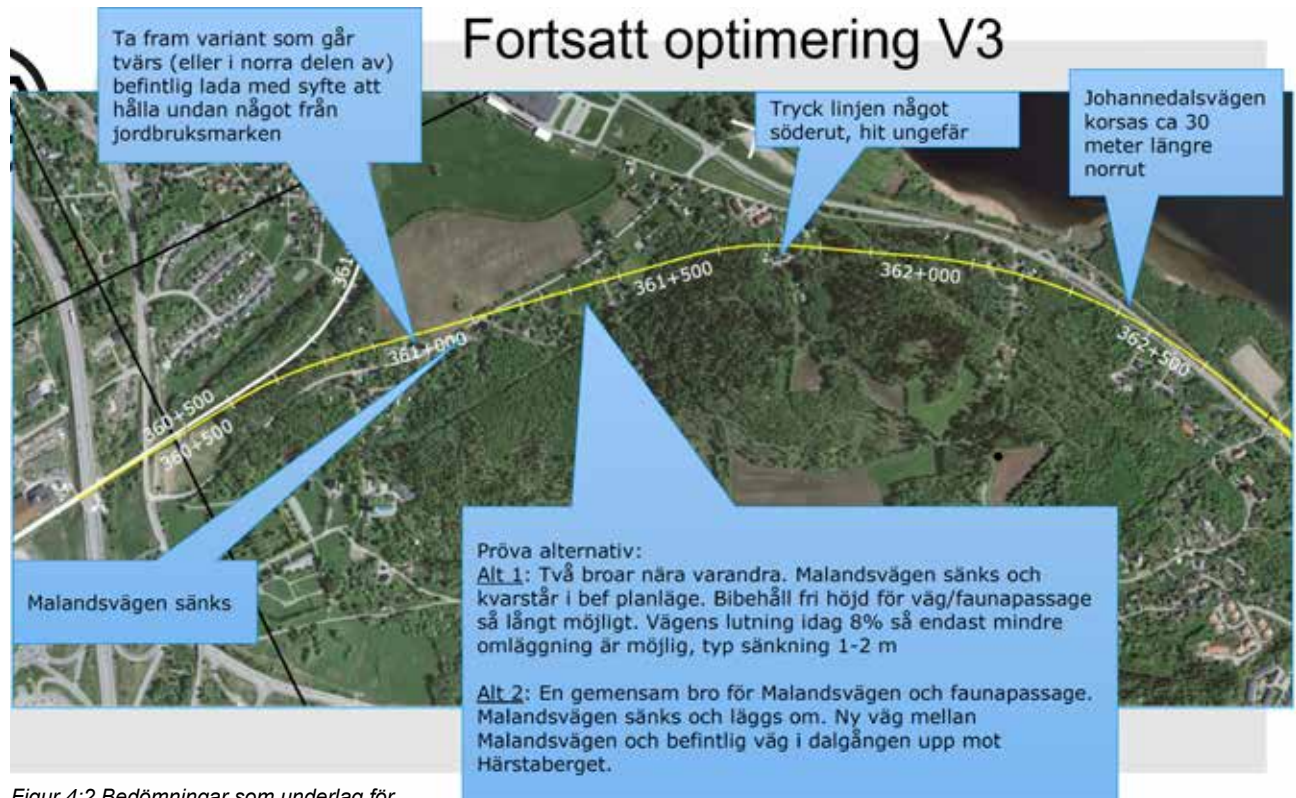 Fortsatt optimering V3
Ta fram variant som går
tvärs (eller i norra delen av)
befintlig lada med syfte att
hålla undan något från
jordbruksmarken
Tryck linjen något
söderut, hit ungefär
Johannedalsvägen
korsas ca 30
meter längre
norrut
361
360+500
360+500
361+000
361+500
362+000
362+500
Malandsvägen sänks
Pröva alternativ:
Alt 1: Två broar nära varandra. Malandsvägen sänks och
kvarstår i bef planläge. Bibehåll fri höjd för väg/faunapassage
så långt möjligt. Vägens lutning idag 8% så endast mindre
omläggning är möjlig, typ sänkning 1-2 m
Alt 2: En gemensam bro för Malandsvägen och faunapassage.
Malandsvägen sänks och läggs om. Ny väg mellan
Malandsvägen och befintlig väg i dalgången upp mot
Härstaberget.
Figur 4:2 Bedömningar som underlag för